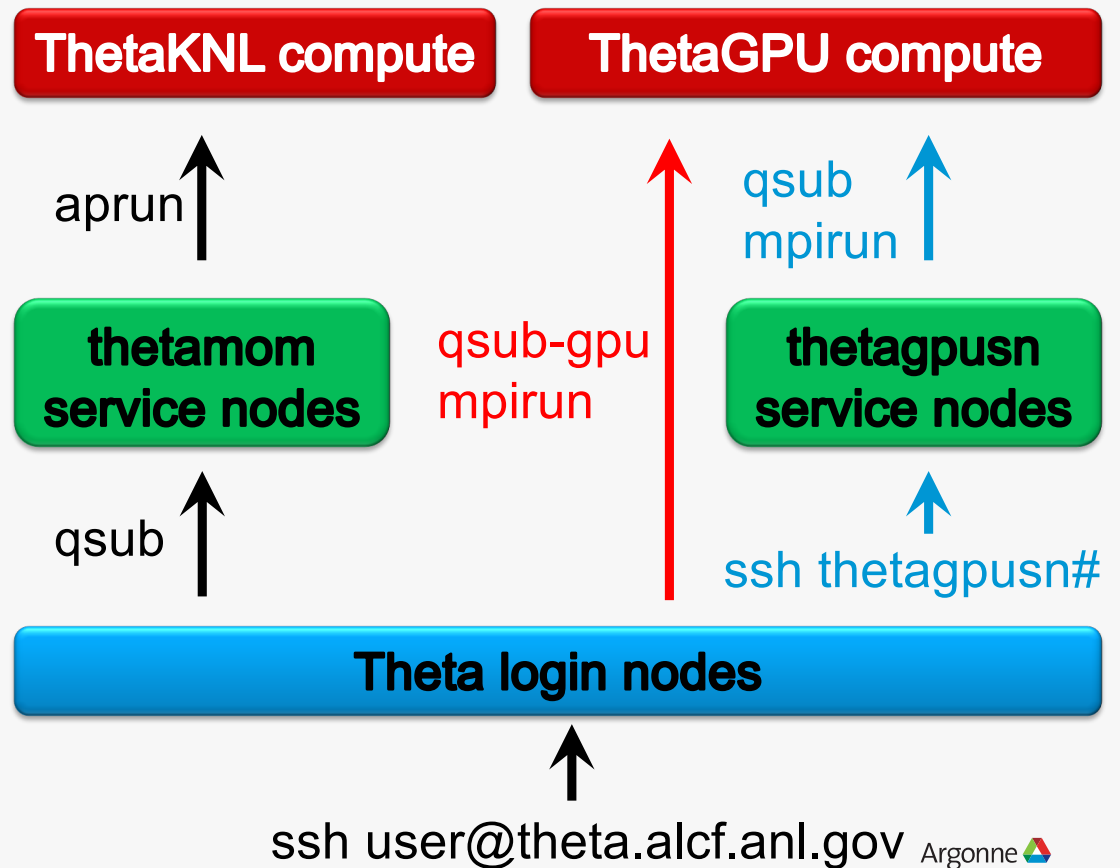 ThetaKNL compute
ThetaGPU compute
aprun
qsub
mpirun
thetamom
service nodes
qsub-gpu
mpirun
thetagpusn
service nodes
qsub
ssh thetagpusn#
Theta login nodes
ssh user@theta.alcf.anl.gov
Argonne